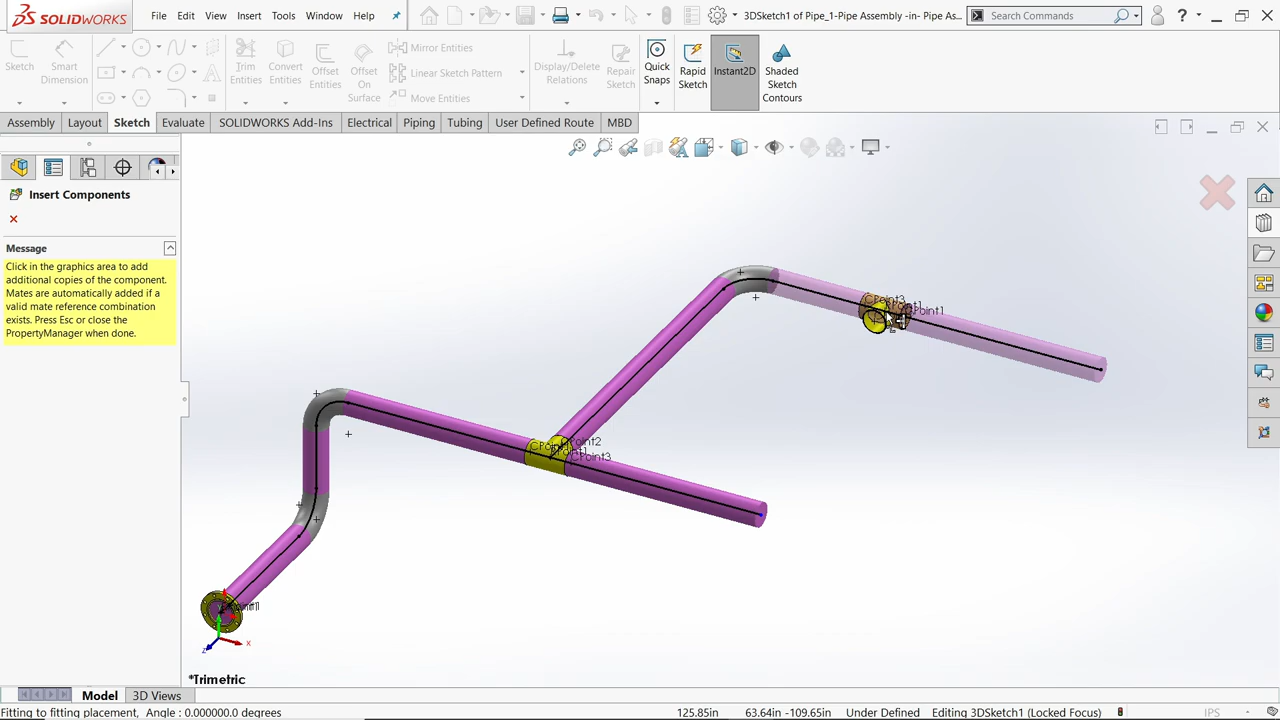 SOLIDWORKS File Edit View Insert Tools Window Help 3DSketch1 of Pipe_1-Pipe Assembly -in- Pipe As... Search Commands ?
Sketch Smart Dimension Trim Entities Convert Entities Offset Entities Offset On Surface Mirror Entities Linear Sketch Pattern Move Entities Display/Delete Relations Repair Sketch Quick Snaps Rapid Sketch Instant2D Shaded Sketch Contours
Assembly Layout Sketch Evaluate SOLIDWORKS Add-Ins Electrical Piping Tubing User Defined Route MBD
Insert Components
Message
Click in the graphics area to add
additional copies of the component.
Mates are automatically added if a
valid mate reference combination
exists. Press Esc or close the
PropertyManager when done.
CPoint3
CPoint1
CPoint2
CPoint3
x
z
*Trimetric
Model 3D Views
Fitting to fitting placement, Angle : 0.000000.0 degrees 125.85in 63.64in -109.65in Under Defined Editing 3DSketch1 (Locked Focus) IPS